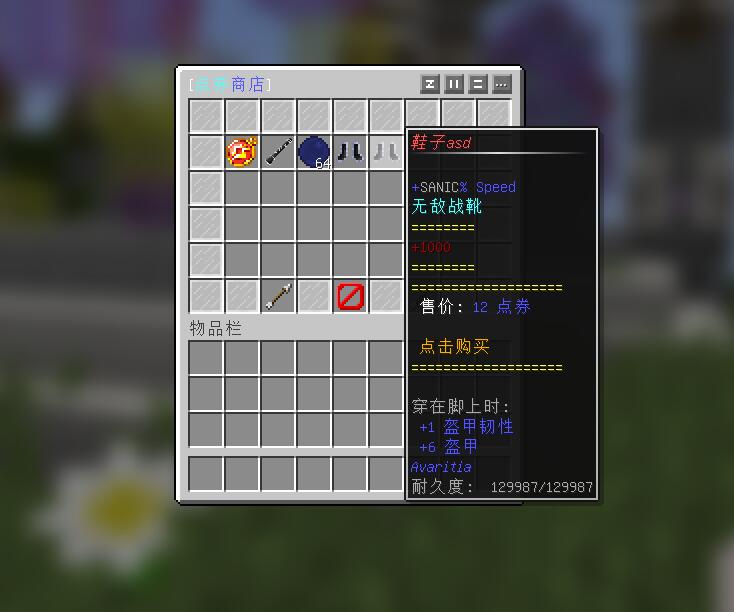 [点券商店]
64
鞋子asd
+SANIC% Speed
无敌战靴
========
+1000
========
===================
售价: 12 点券
点击购买
===================
物品栏
穿在脚上时:
+1 盔甲韧性
+6 盔甲
Avaritia
耐久度: 129987/129987